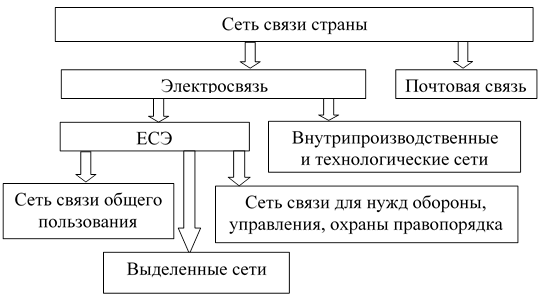 Сеть связи страны
Электросвязь
Почтовая связь
ЕСЭ
Внутрипроизводственные
и технологические сети
Сеть связи общего
пользования
Сеть связи для нужд обороны,
управления, охраны правопорядка
Выделенные сети